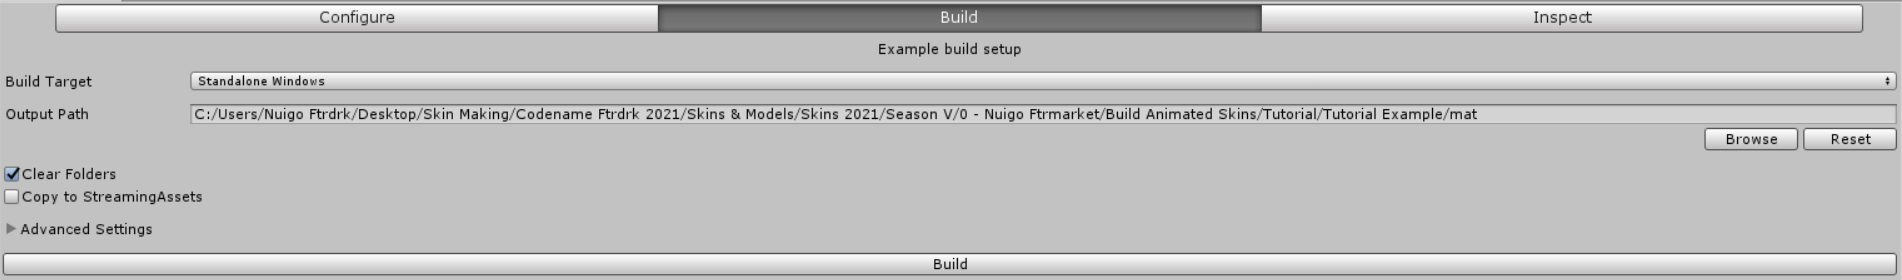 Configure Build Inspect
Example build setup
Build Target Standalone Windows
Output Path C:/Users/Nuigo Ftrdrk/Desktop/Skin Making/Codename Ftrdrk 2021/Skins & Models/Skins 2021/Season V/0 - Nuigo Ftrmarket/Build Animated Skins/Tutorial/Tutorial Example/mat
Browse Reset
Clear Folders
Copy to StreamingAssets
Advanced Settings
Build